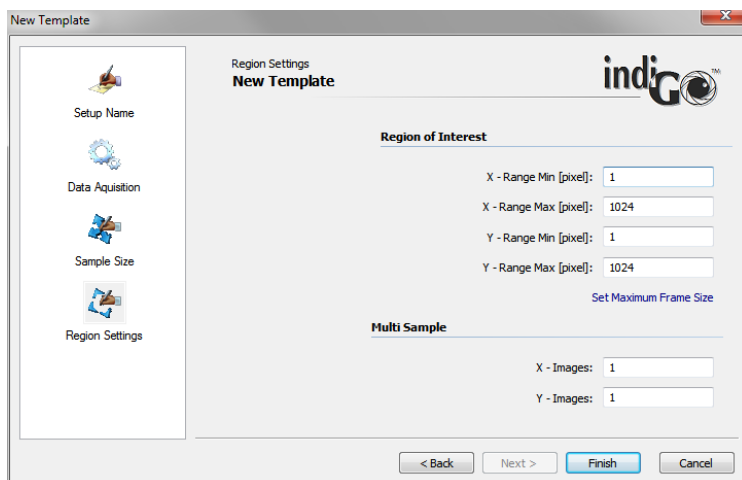 New Template
Setup Name
Data Aquisition
Sample Size
Region Settings
Region Settings
New Template
indiGO™
Region of Interest
X - Range Min [pixel]: 1
X - Range Max [pixel]: 1024
Y - Range Min [pixel]: 1
Y - Range Max [pixel]: 1024
Set Maximum Frame Size
Multi Sample
X - Images: 1
Y - Images: 1
< Back Next > Finish Cancel